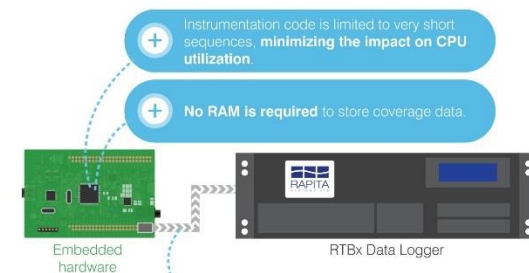 Instrumentation code is limited to very short
sequences, minimizing the impact on CPU
utilization.
No RAM is required to store coverage data.
RAPITA
Embedded
hardware
RTBx Data Logger